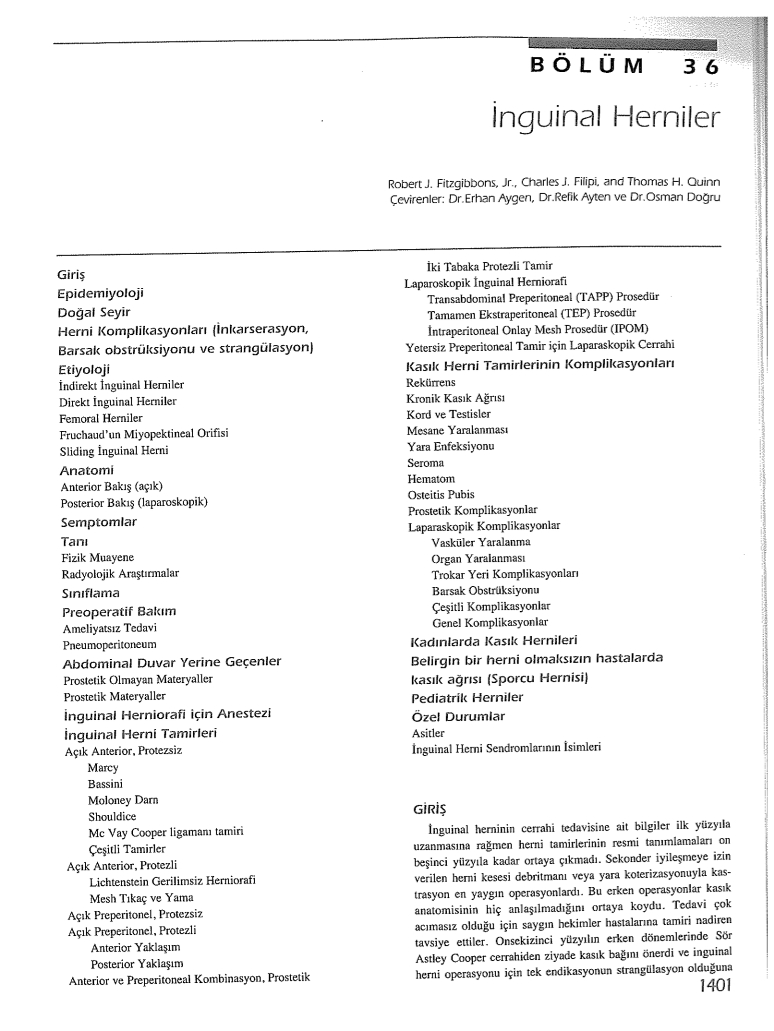 BÖLÜM 36
İnguinal Herniler
Robert J. Fitzgibbons, Jr., Charles J. Filipi, and Thomas H. Quinn
Çevirenler: Dr.Erhan Aygen, Dr.Refik Ayten ve Dr.Osman Doğru
Giriş
Epidemiyoloji
Doğal Seyir
Herni Komplikasyonları (İnkarserasyon,
Barsak obstrüksiyonu ve strangülasyon)
Etiyoloji
İndirekt İnguinal Herniler
Direkt İnguinal Herniler
Femoral Herniler
Fruchaud'un Miyopektineal Orifisi
Sliding İnguinal Herni
Anatomi
Anterior Bakış (açık)
Posterior Bakış (laparoskopik)
Semptomlar
Tanı
Fizik Muayene
Radyolojik Araştırmalar
Sınıflama
Preoperatif Bakım
Ameliyatsız Tedavi
Pneumoperitoneum
Abdominal Duvar Yerine Geçenler
Prostetik Olmayan Materyaller
Prostetik Materyaller
İnguinal Herniorafi için Anestezi
İnguinal Herni Tamirleri
Açık Anterior, Protezsiz
Marcy
Bassini
Moloney Darn
Shouldice
Mc Vay Cooper ligamanı tamiri
Çeşitli Tamirler
Açık Anterior, Protezli
Lichtenstein Gerilimsiz Herniorafi
Mesh Tıkaç ve Yama
Açık Preperitonel, Protezsiz
Açık Preperitonel, Protezli
Anterior Yaklaşım
Posterior Yaklaşım
Anterior ve Preperitoneal Kombinasyon, Prostetik
İki Tabaka Protezli Tamir
Laparoskopik İnguinal Herniorafi
Transabdominal Preperitoneal (TAPP) Prosedür
Tamamen Ekstraperitoneal (TEP) Prosedür
İntraperitoneal Onlay Mesh Prosedür (IPOM)
Yetersiz Preperitoneal Tamir için Laparaskopik Cerrahi
Kasık Herni Tamirlerinin Komplikasyonları
Rekürrens
Kronik Kasık Ağrısı
Kord ve Testisler
Mesane Yaralanması
Yara Enfeksiyonu
Seroma
Hematom
Osteitis Pubis
Prostetik Komplikasyonlar
Laparaskopik Komplikasyonlar
Vasküler Yaralanma
Organ Yaralanması
Trokar Yeri Komplikasyonları
Barsak Obstrüksiyonu
Çeşitli Komplikasyonlar
Genel Komplikasyonlar
Kadınlarda Kasık Hernileri
Belirgin bir herni olmaksızın hastalarda
kasık ağrısı (Sporcu Hernisi)
Pediatrik Herniler
Özel Durumlar
Asitler
İnguinal Herni Sendromlarının İsimleri
GİRİŞ
İnguinal herninin cerrahi tedavisine ait bilgiler ilk yüzyıla
uzanmasına rağmen herni tamirlerinin resmi tanımlamaları on
beşinci yüzyıla kadar ortaya çıkmadı. Sekonder iyileşmeye izin
verilen herni kesesi debritmanı veya yara koterizasyonuyla kas-
trasyon en yaygın operasyonlardı. Bu erken operasyonlar kasık
anatomisinin hiç anlaşılmadığını ortaya koydu. Tedavi çok
acımasız olduğu için saygın hekimler hastalarına tamiri nadiren
tavsiye ettiler. Onsekizinci yüzyılın erken dönemlerinde Sör
Astley Cooper cerrahiden ziyade kasık bağını önerdi ve inguinal
herni operasyonu için tek endikasyonun strangülasyon olduğuna
1401